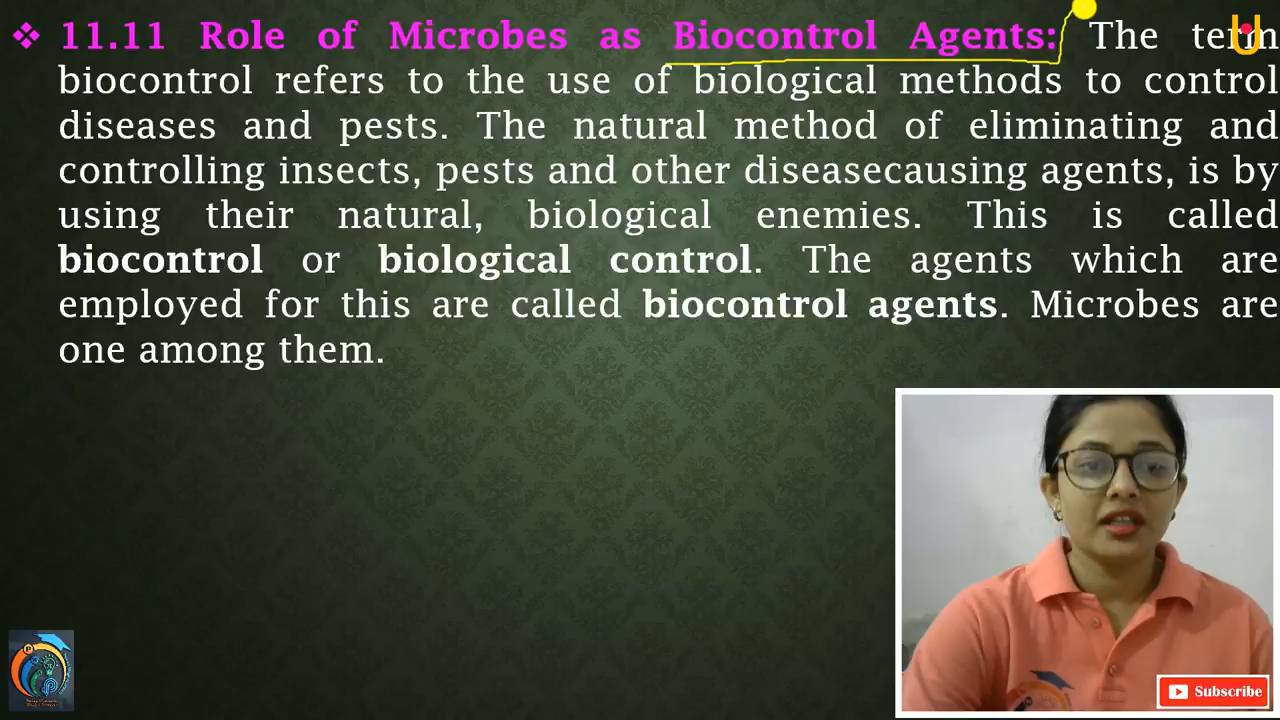 ❖ 11.11 Role of Microbes as Biocontrol Agents: The term
biocontrol refers to the use of biological methods to control
diseases and pests. The natural method of eliminating and
controlling insects, pests and other diseasecausing agents, is by
using their natural, biological enemies. This is called
biocontrol or biological control. The agents which are
employed for this are called biocontrol agents. Microbes are
one among them.
Subscribe